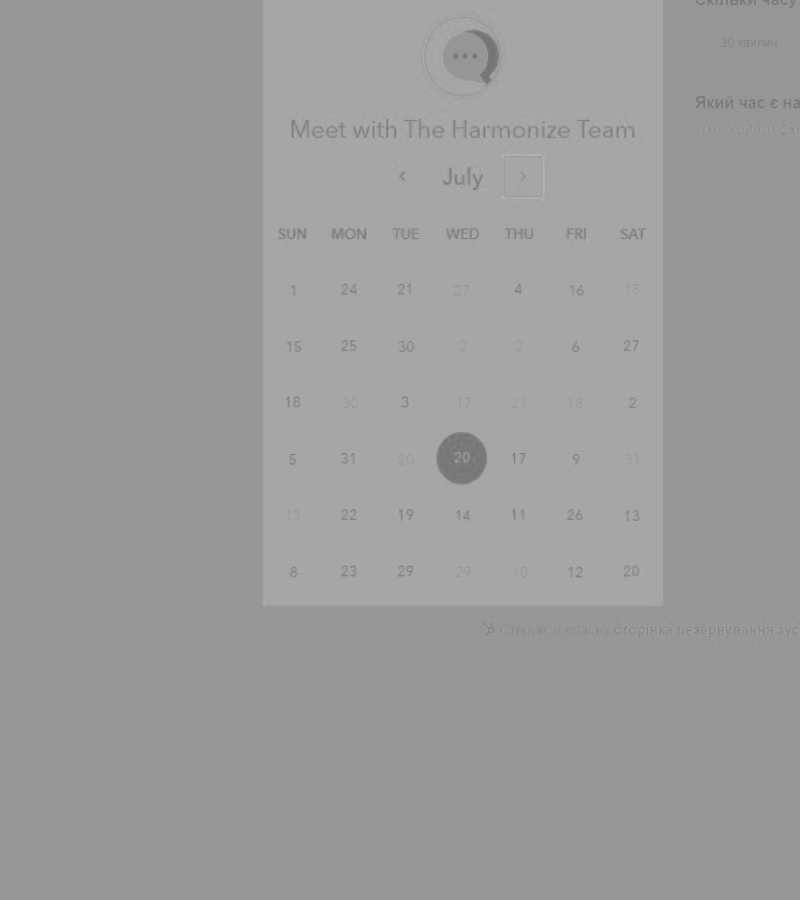 Скільки часу
30 хвилин
Meet with The Harmonize Team
Який час є на
July
SUN MON TUE WED THU FRI SAT
1 24 21 27 4 16 15
15 25 30 2 2 6 27
18 30 3 17 21 18 2
5 31 20 20 17 9 31
13 22 19 14 11 26 13
8 23 29 29 10 12 20
Створити власну сторінка резервування зус